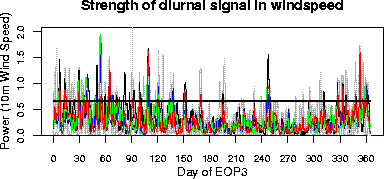 Strength of diurnal signal in windspeed
Power (10m Wind Speed)
2.0
1.5
1.0
0.5
0.0
0 30 60 90 120 150 180 210 240 270 300 330 360
Day of EOP3